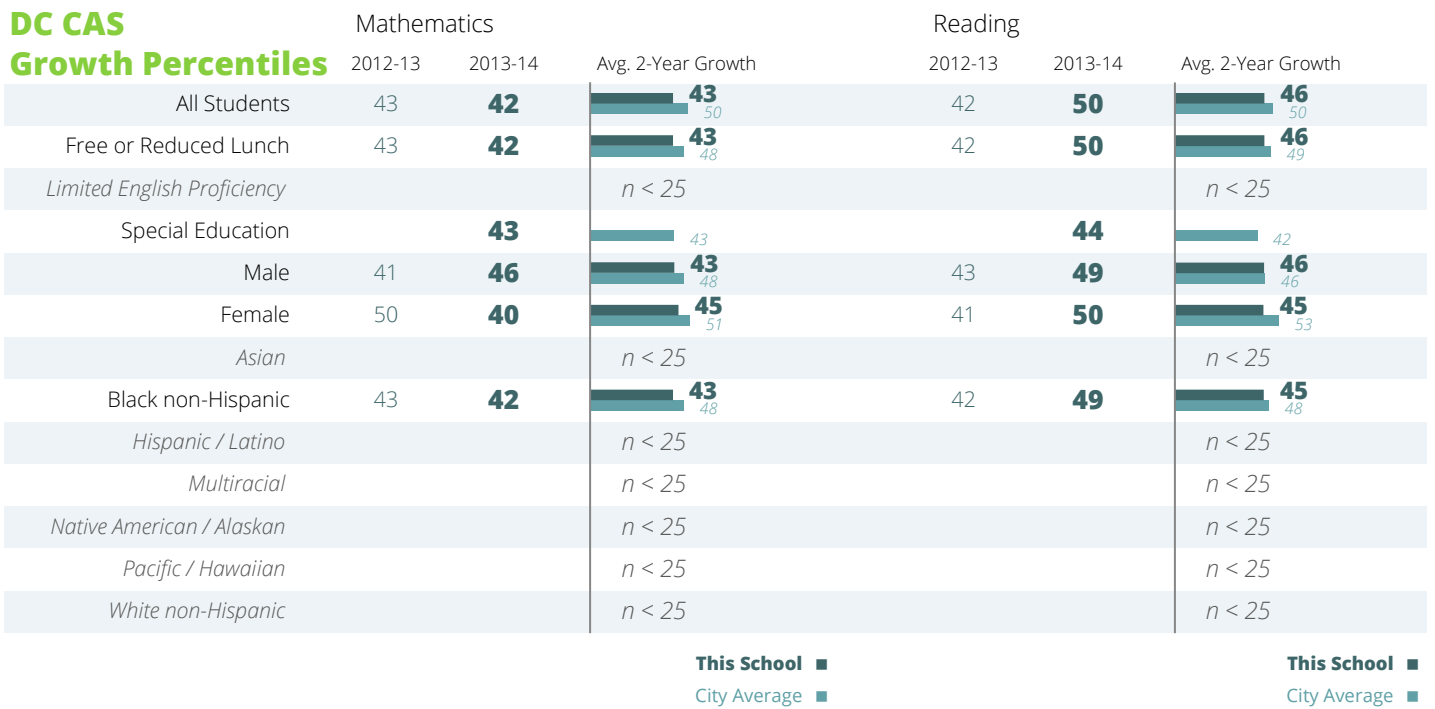 DC CAS
Growth Percentiles
Mathematics Reading
2012-13 2013-14 Avg. 2-Year Growth 2012-13 2013-14 Avg. 2-Year Growth
All Students 43 42 43 50 42 50 46 50
Free or Reduced Lunch 43 42 43 48 42 50 46 49
Limited English Proficiency n < 25 n < 25
Special Education 43 43 44 42
Male 41 46 43 48 43 49 46 46
Female 50 40 45 51 41 50 45 53
Asian n < 25 n < 25
Black non-Hispanic 43 42 43 48 42 49 45 48
Hispanic / Latino n < 25 n < 25
Multiracial n < 25 n < 25
Native American / Alaskan n < 25 n < 25
Pacific / Hawaiian n < 25 n < 25
White non-Hispanic n < 25 n < 25
This School This School
City Average City Average